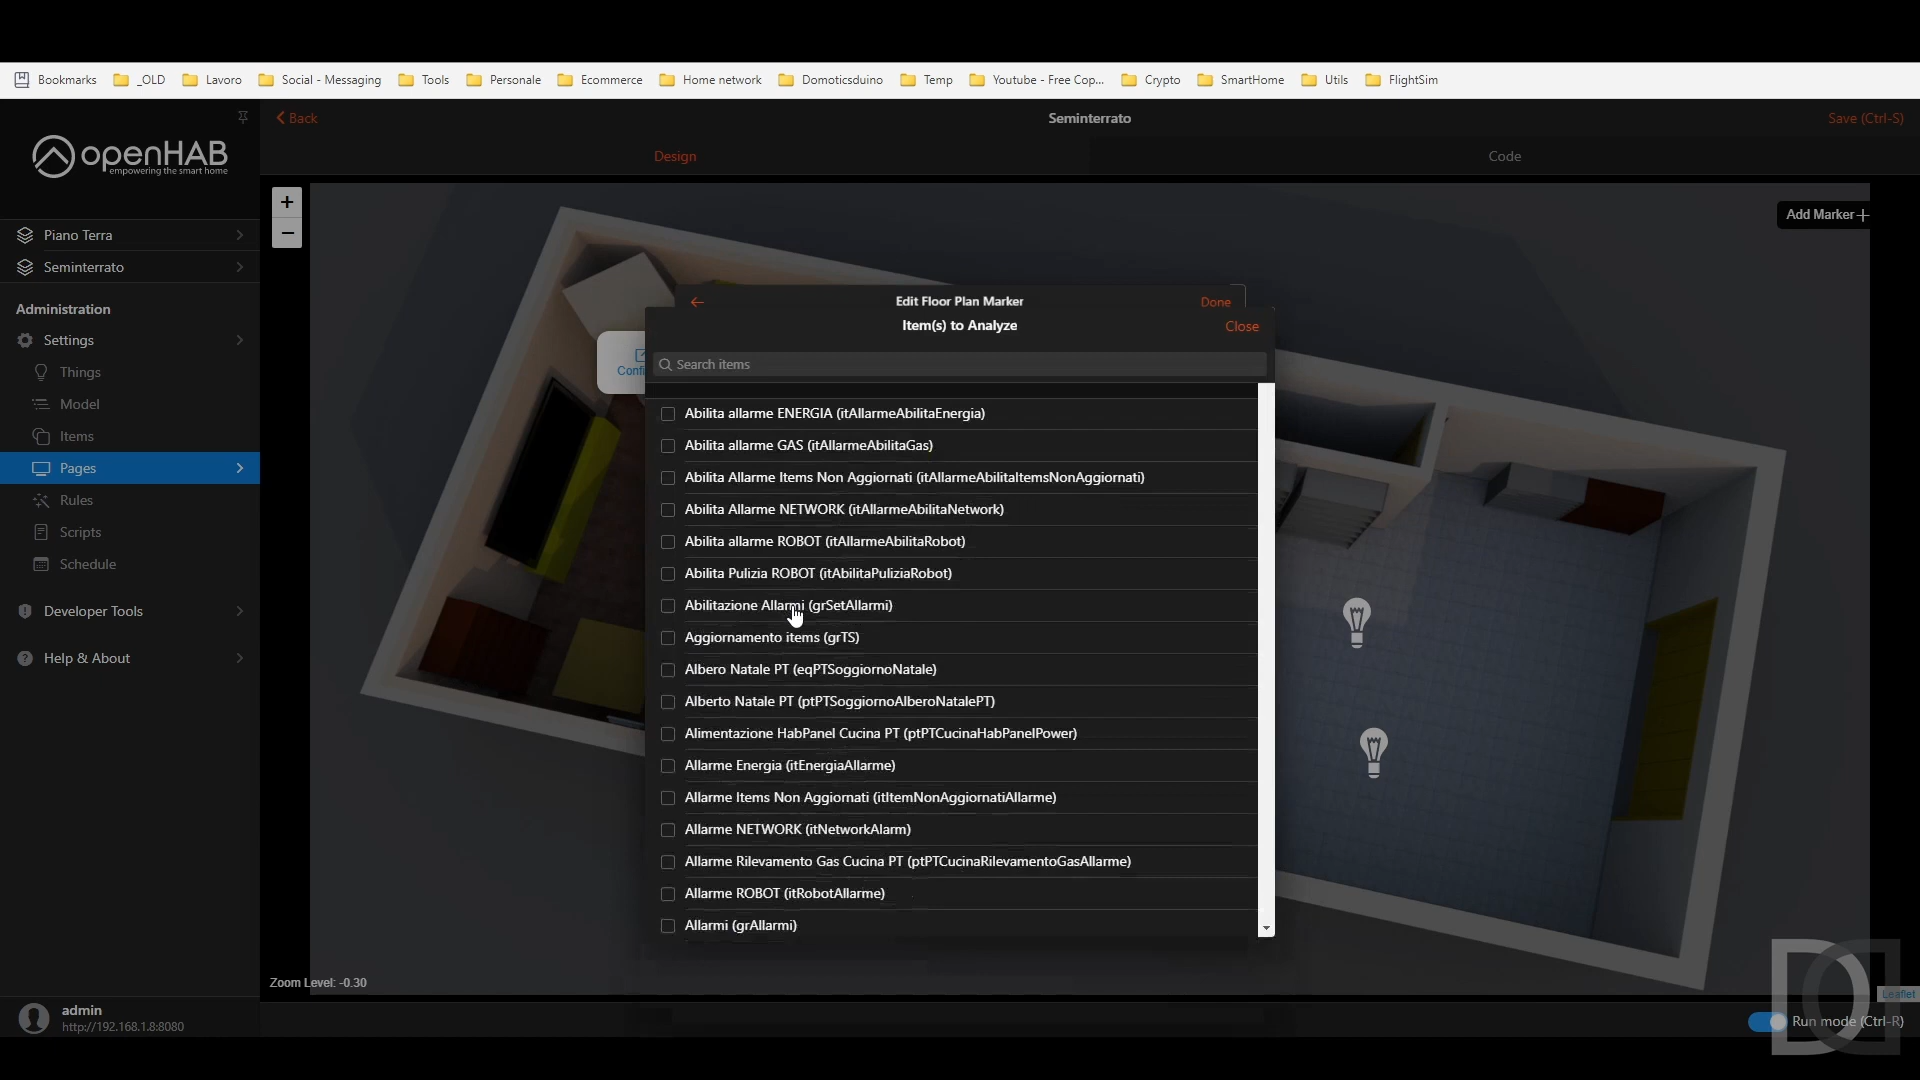 Bookmarks _OLD Lavoro Social - Messaging Tools Personale Ecommerce Home network Domoticsduino Temp Youtube - Free Cop... Crypto SmartHome Utils FlightSim
openHAB
empowering the smart home
Back
Seminterrato
Save (Ctrl-S)
Design
Code
+
−
Add Marker+
Piano Terra
Seminterrato
Administration
Settings
Things
Model
Items
Pages
Rules
Scripts
Schedule
Developer Tools
Help & About
admin
http://192.168.1.8:8080
Edit Floor Plan Marker
Done
Item(s) to Analyze
Close
Confi
Search items
Abilita allarme ENERGIA (itAllarmeAbilitaEnergia)
Abilita allarme GAS (itAllarmeAbilitaGas)
Abilita Allarme Items Non Aggiornati (itAllarmeAbilitaItemsNonAggiornati)
Abilita Allarme NETWORK (itAllarmeAbilitaNetwork)
Abilita allarme ROBOT (itAllarmeAbilitaRobot)
Abilita Pulizia ROBOT (itAbilitaPuliziaRobot)
Abilitazione Allarmi (grSetAllarmi)
Aggiornamento items (grTS)
Albero Natale PT (eqPTSoggiornoNatale)
Alberto Natale PT (ptPTSoggiornoAlberoNatalePT)
Alimentazione HabPanel Cucina PT (ptPTCucinaHabPanelPower)
Allarme Energia (itEnergiaAllarme)
Allarme Items Non Aggiornati (itItemNonAggiornatiAllarme)
Allarme NETWORK (itNetworkAlarm)
Allarme Rilevamento Gas Cucina PT (ptPTCucinaRilevamentoGasAllarme)
Allarme ROBOT (itRobotAllarme)
Allarmi (grAllarmi)
Zoom Level: -0.30
Leaflet
Run mode (Ctrl-R)